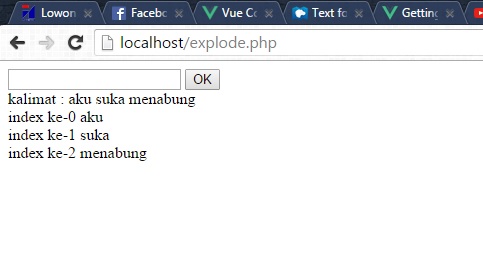 Lowon
Facebo
Vue Co
Text fo
Getting
localhost/explode.php
OK
kalimat : aku suka menabung
index ke-0 aku
index ke-1 suka
index ke-2 menabung